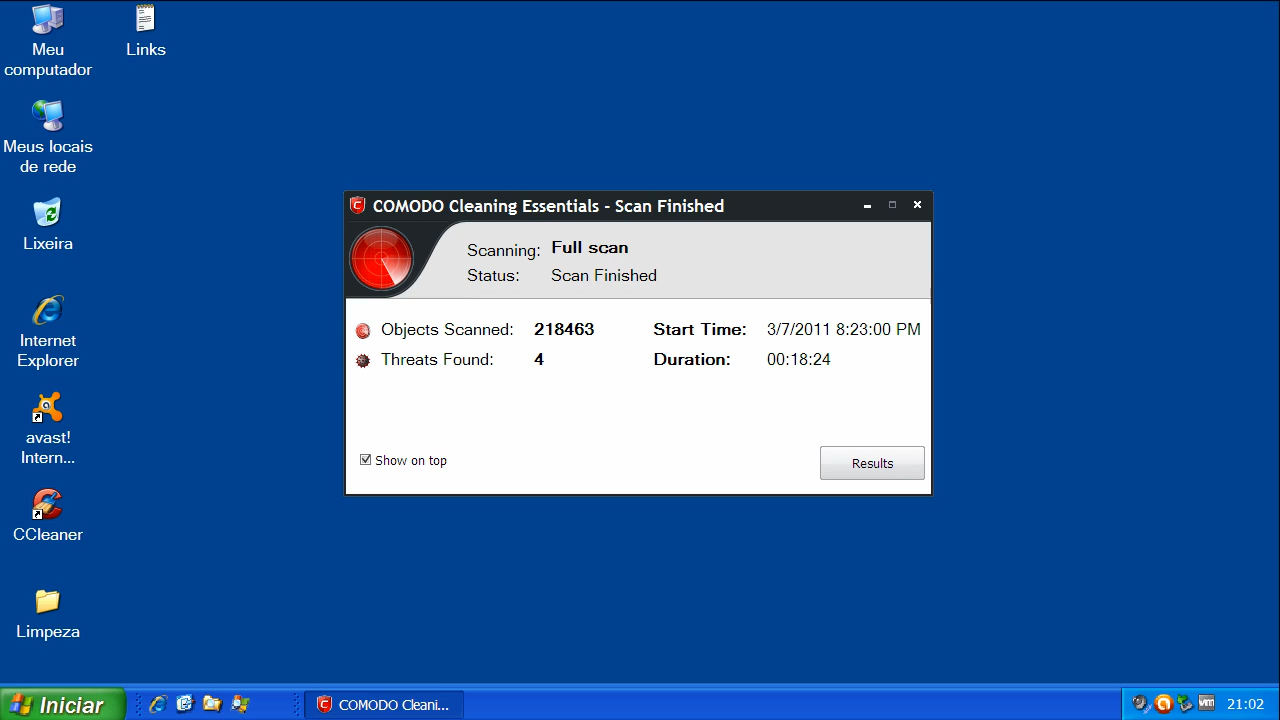 Meu
computador
Links
Meus locais
de rede
Lixeira
Internet
Explorer
avast!
Intern...
CCleaner
Limpeza
COMODO Cleaning Essentials - Scan Finished
Scanning: Full scan
Status: Scan Finished
Objects Scanned: 218463 Start Time: 3/7/2011 8:23:00 PM
Threats Found: 4 Duration: 00:18:24
Show on top
Results
Iniciar
COMODO Cleani...
vm
21:02